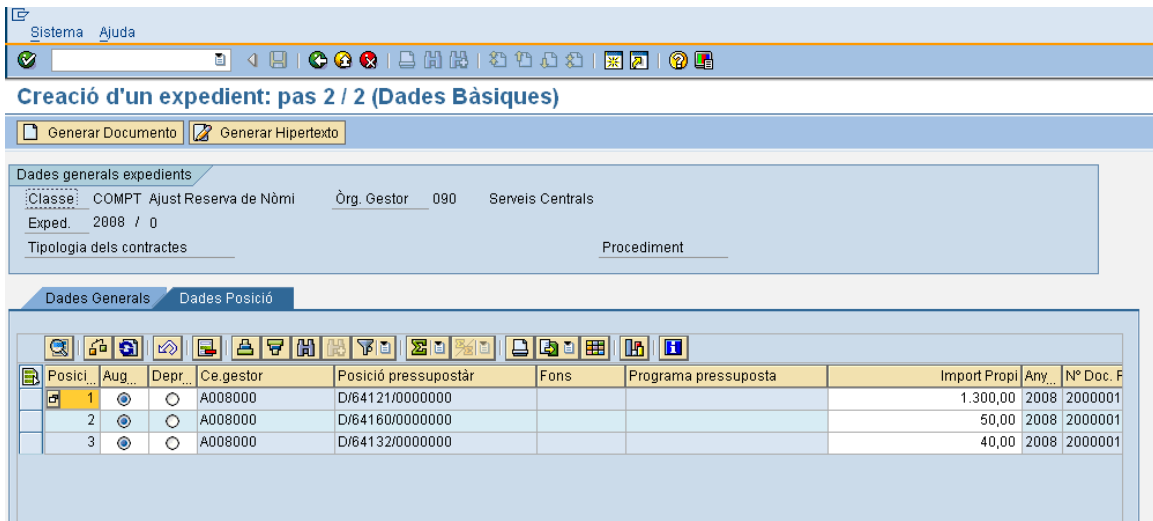 Sistema Ajuda
Creació d'un expedient: pas 2 / 2 (Dades Bàsiques)
Generar Documento Generar Hipertexto
Dades generals expedients
Classe COMPT Ajust Reserva de Nòmi Òrg. Gestor 090 Serveis Centrals
Exped. 2008 / 0
Tipologia dels contractes Procediment
Dades Generals Dades Posició
Posici... Aug... Depr... Ce.gestor Posició pressupostàr Fons Programa pressuposta Import Propi Any... Nº Doc. F
1 A008000 D/64121/0000000 1.300,00 2008 2000001
2 A008000 D/64160/0000000 50,00 2008 2000001
3 A008000 D/64132/0000000 40,00 2008 2000001